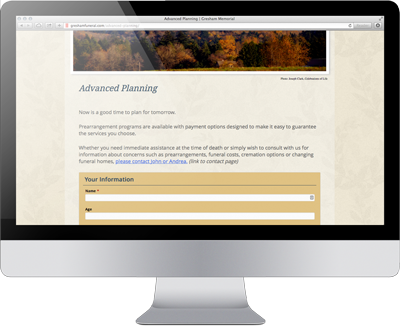 Advanced Planning | Gresham Memorial
greshamfuneral.com/advanced-planning/
Advanced Planning
Now is a good time to plan for tomorrow.
Prearrangement programs are available with payment options designed to make it easy to guarantee
the services you choose.
Whether you need immediate assistance at the time of death or simply wish to consult with us for
information about concerns such as prearrangements, funeral costs, cremation options or changing
funeral homes, please contact John or Andrea. (link to contact page)
Your Information
Name *
Age